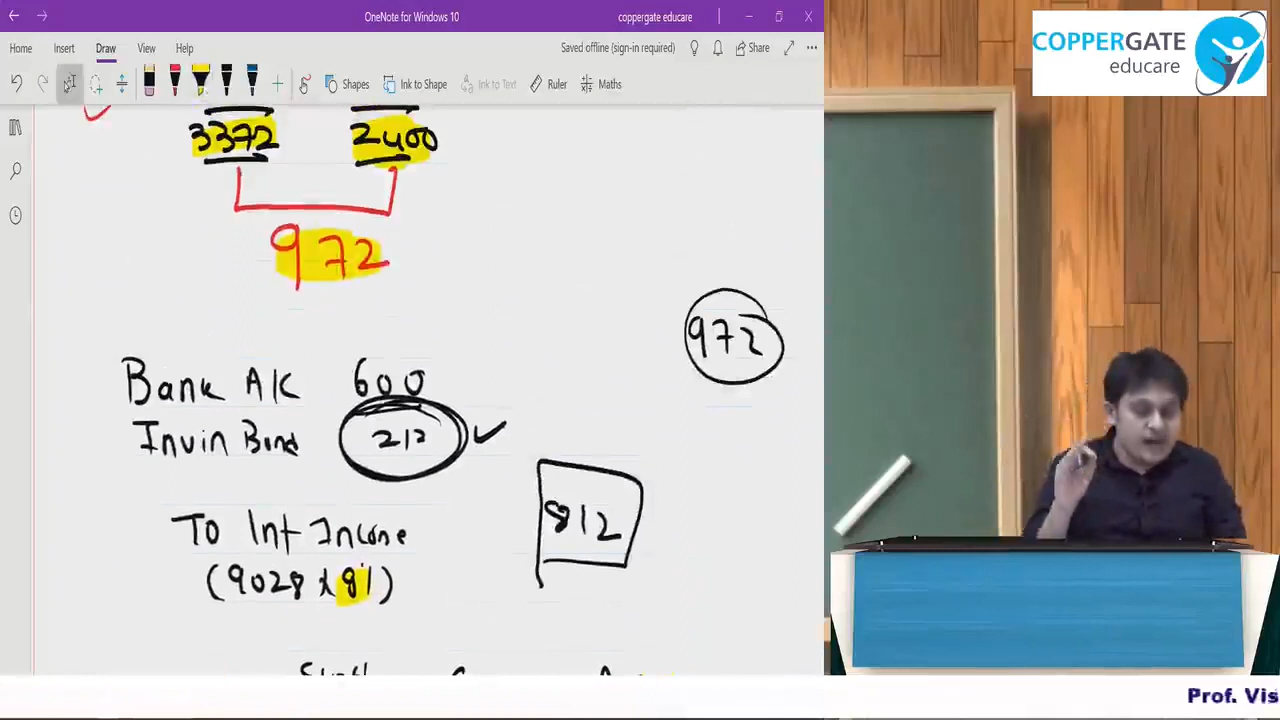 OneNote for Windows 10
coppergate educare
Home Insert Draw View Help
Saved offline (sign-in required)
Share
Shapes
Ink to Shape
Ink to Text
Ruler
Maths
COPPERGATE
educare
3372 2400
972
972
Bank A/C 600
Invin Bond 212
812
To Int Income
(9028 x 9%)
Prof. Vis